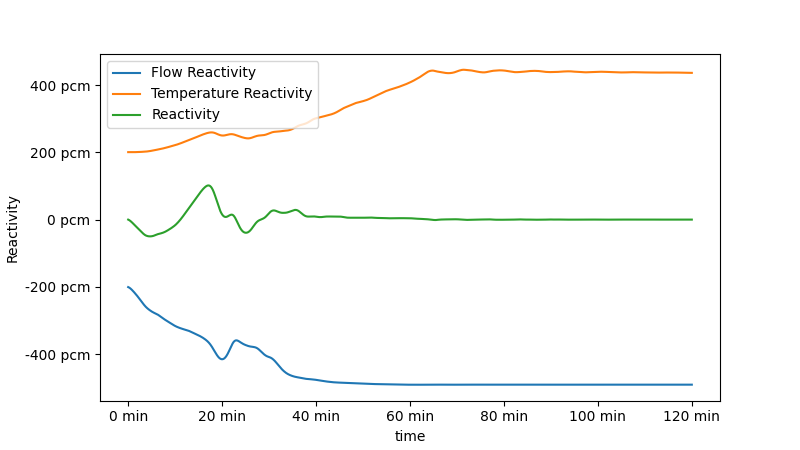 Flow Reactivity
Temperature Reactivity
Reactivity
400 pcm
200 pcm
0 pcm
-200 pcm
-400 pcm
Reactivity
0 min 20 min 40 min 60 min 80 min 100 min 120 min
time